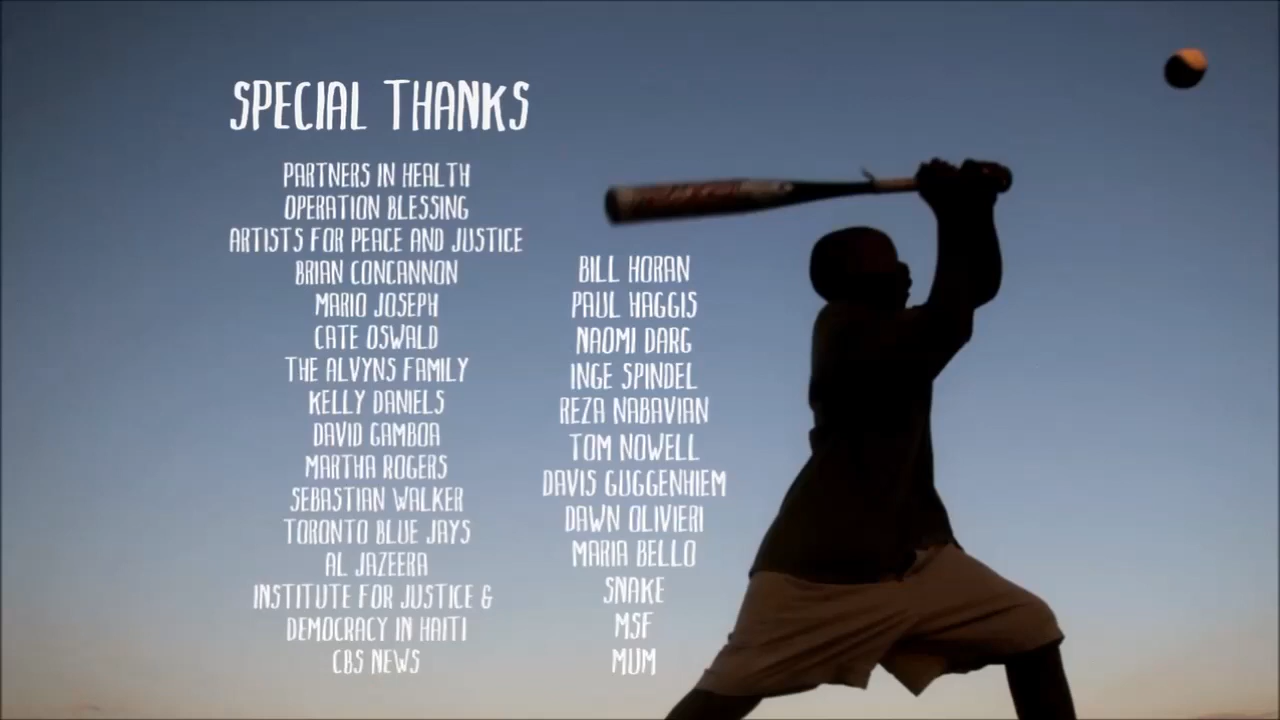 SPECIAL THANKS
PARTNERS IN HEALTH
OPERATION BLESSING
ARTISTS FOR PEACE AND JUSTICE
BRIAN CONCANNON
MARIO JOSEPH
CATE OSWALD
THE ALVYNS FAMILY
KELLY DANIELS
DAVID GAMBOA
MARTHA ROGERS
SEBASTIAN WALKER
TORONTO BLUE JAYS
AL JAZEERA
INSTITUTE FOR JUSTICE &
DEMOCRACY IN HAITI
CBS NEWS
BILL HORAN
PAUL HAGGIS
NAOMI DARG
INGE SPINDEL
REZA NABAVIAN
TOM NOWELL
DAVIS GUGGENHIEM
DAWN OLIVIERI
MARIA BELLO
SNAKE
MSF
MUM